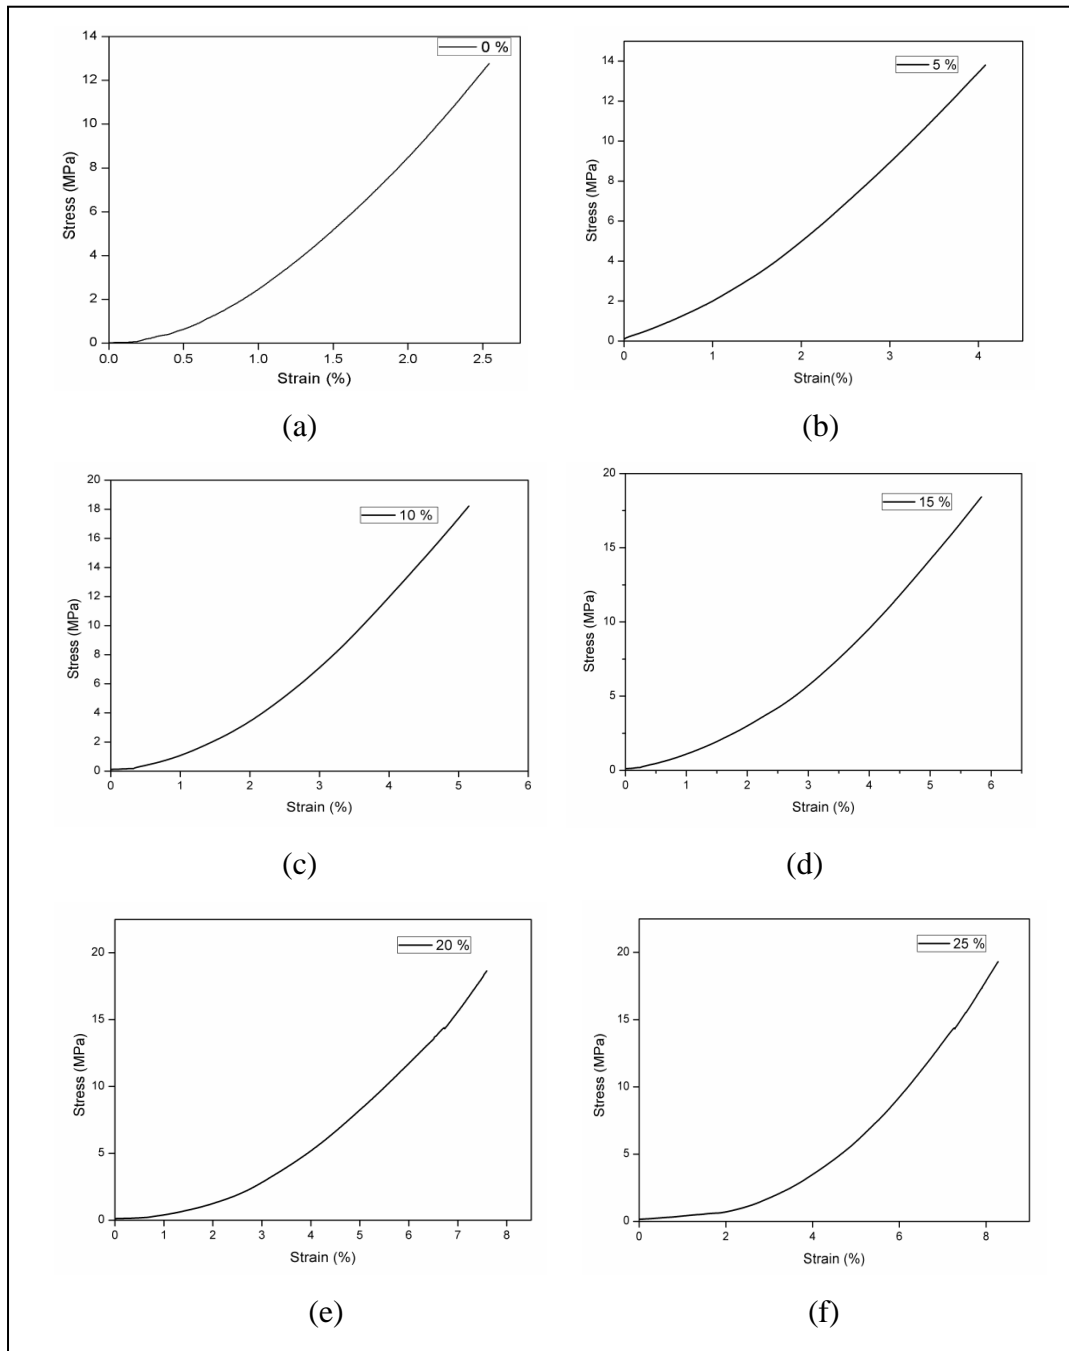 14
0 %
12
10
8
6
4
2
0
Stress (MPa)
0.0 0.5 1.0 1.5 2.0 2.5
Strain (%)
(a)
14
5 %
12
10
8
6
4
2
0
Stress (MPa)
0 1 2 3 4
Strain(%)
(b)
20
18
10 %
16
14
12
10
8
6
4
2
0
Stress (MPa)
0 1 2 3 4 5 6
Strain (%)
(c)
20
15 %
15
10
5
0
Stress (MPa)
0 1 2 3 4 5 6
Strain (%)
(d)
20 %
20
15
10
5
0
Stress (MPa)
0 1 2 3 4 5 6 7 8
Strain (%)
(e)
25 %
20
15
10
5
0
Stress (MPa)
0 2 4 6 8
Strain (%)
(f)